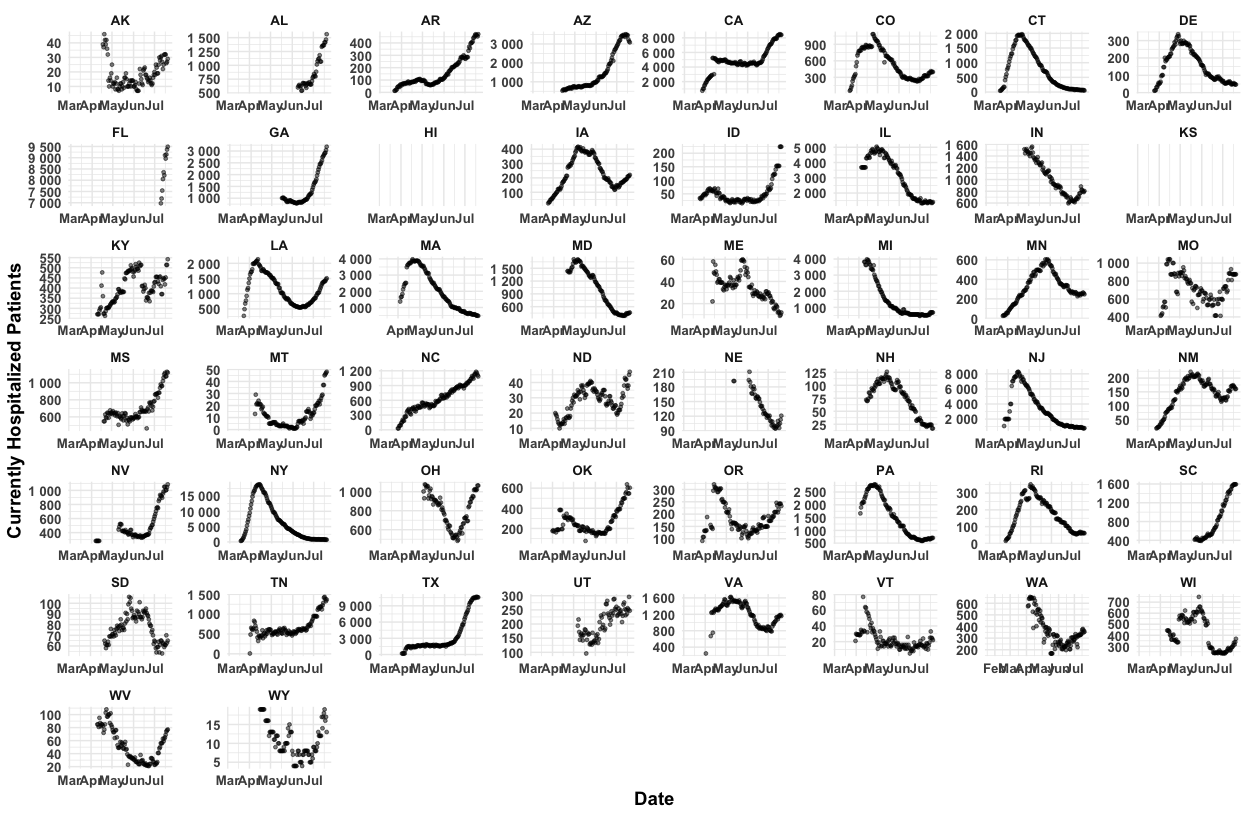 Currently Hospitalized Patients
AK AL AR AZ CA CO CT DE
40 30 20 10
1 500 1 250 1 000 750 500
400 300 200 100 0
3 000 2 000 1 000
8 000 6 000 4 000 2 000
900 600 300
2 000 1 500 1 000 500 0
300 200 100 0
Mar Apr May Jun Jul Mar Apr May Jun Jul Mar Apr May Jun Jul Mar Apr May Jun Jul Mar Apr May Jun Jul Mar Apr May Jun Jul Mar Apr May Jun Jul Mar Apr May Jun Jul
FL GA HI IA ID IL IN KS
9 500 9 000 8 500 8 000 7 500 7 000
3 000 2 500 2 000 1 500 1 000
400 300 200 100
250 200 150 100 50
5 000 4 000 3 000 2 000
1 600 1 400 1 200 1 000 800 600
Mar Apr May Jun Jul Mar Apr May Jun Jul Mar Apr May Jun Jul Mar Apr May Jun Jul Mar Apr May Jun Jul Mar Apr May Jun Jul Mar Apr May Jun Jul Mar Apr May Jun Jul
KY LA MA MD ME MI MN MO
550 500 450 400 350 300 250
2 000 1 500 1 000 500
4 000 3 000 2 000 1 000
1 500 1 200 900 600
60 40 20
4 000 3 000 2 000 1 000
600 400 200 0
1 000 800 600 400
Mar Apr May Jun Jul Mar Apr May Jun Jul Apr May Jun Jul Mar Apr May Jun Jul Mar Apr May Jun Jul Mar Apr May Jun Jul Mar Apr May Jun Jul Mar Apr May Jun Jul
MS MT NC ND NE NH NJ NM
1 000 800 600
50 40 30 20 10 0
1 200 900 600 300 0
40 30 20 10
210 180 150 120 90
125 100 75 50 25
8 000 6 000 4 000 2 000
200 150 100 50
Mar Apr May Jun Jul Mar Apr May Jun Jul Mar Apr May Jun Jul Mar Apr May Jun Jul Mar Apr May Jun Jul Mar Apr May Jun Jul Mar Apr May Jun Jul Mar Apr May Jun Jul
NV NY OH OK OR PA RI SC
1 000 800 600 400
15 000 10 000 5 000 0
1 000 800 600
600 400 200
300 250 200 150 100
2 500 2 000 1 500 1 000 500
300 200 100 0
1 600 1 200 800 400
Mar Apr May Jun Jul Mar Apr May Jun Jul Mar Apr May Jun Jul Mar Apr May Jun Jul Mar Apr May Jun Jul Mar Apr May Jun Jul Mar Apr May Jun Jul Mar Apr May Jun Jul
SD TN TX UT VA VT WA WI
100 90 80 70 60
1 500 1 000 500 0
9 000 6 000 3 000 0
300 250 200 150 100
1 600 1 200 800 400
80 60 40 20
600 500 400 300 200
700 600 500 400 300
Mar Apr May Jun Jul Mar Apr May Jun Jul Mar Apr May Jun Jul Mar Apr May Jun Jul Mar Apr May Jun Jul Mar Apr May Jun Jul Feb Mar Apr May Jun Jul Mar Apr May Jun Jul
WV WY
100 80 60 40 20
15 10 5
Mar Apr May Jun Jul Mar Apr May Jun Jul
Date